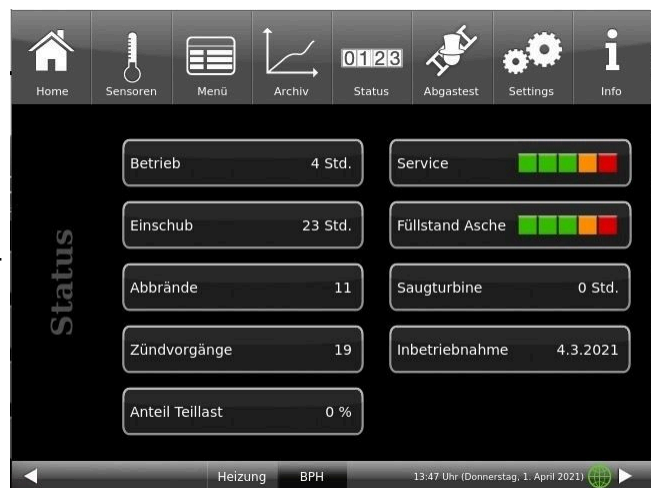 0123
Home Sensoren Menü Archiv Status Abgastest Settings Info
Status
Betrieb 4 Std.
Service
Einschub 23 Std.
Füllstand Asche
Abbrände 11
Saugturbine 0 Std.
Zündvorgänge 19
Inbetriebnahme 4.3.2021
Anteil Teillast 0 %
Heizung BPH 13:47 Uhr (Donnerstag, 1. April 2021)